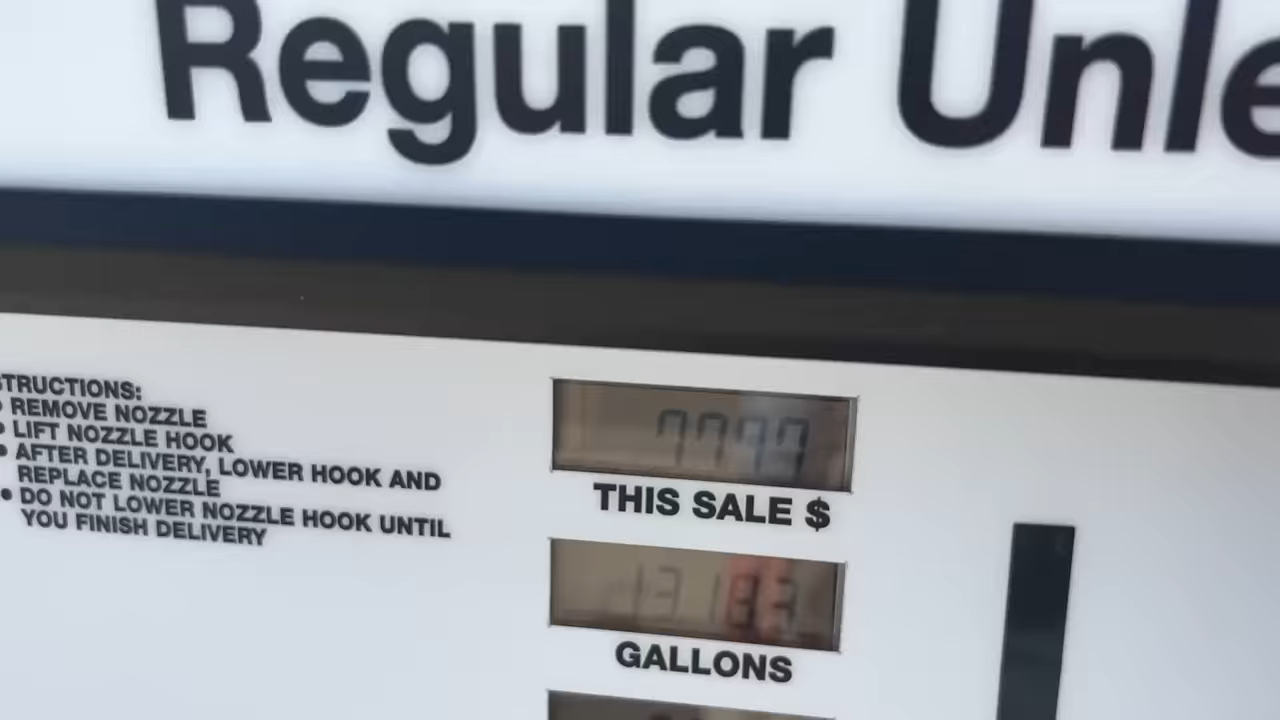 Regular Unle
STRUCTIONS:
• REMOVE NOZZLE
• LIFT NOZZLE HOOK
• AFTER DELIVERY, LOWER HOOK AND
REPLACE NOZZLE
• DO NOT LOWER NOZZLE HOOK UNTIL
YOU FINISH DELIVERY
THIS SALE $
GALLONS